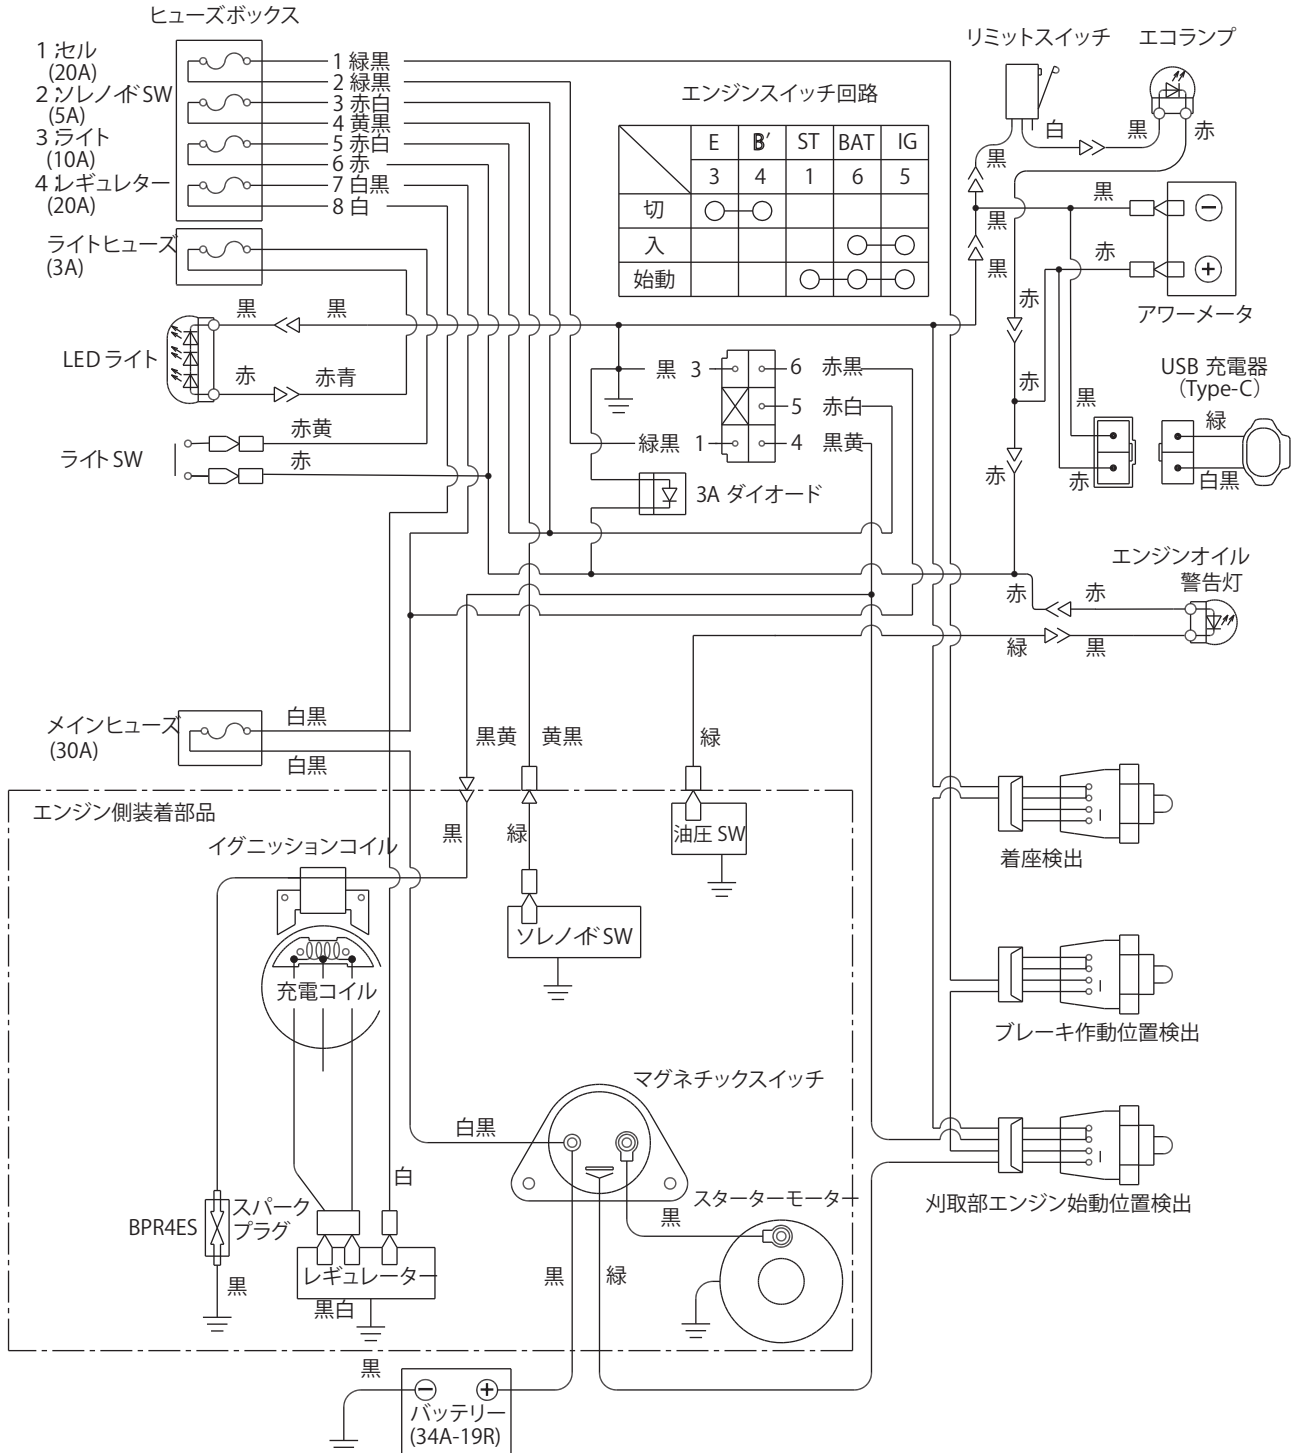 ヒューズボックス
1;セル
(20A)
2;ソレノイドSW
(5A)
3;ライト
(10A)
4;レギュレター
(20A)
1 緑黒
2 緑黒
3 赤白
4 黄黒
5 赤白
6 赤
7 白黒
8 白
ライトヒューズ
(3A)
エンジンスイッチ回路
E B′ ST BAT IG
3 4 1 6 5
切
入
始動
リミットスイッチ
エコランプ
白
黒
赤
黒
黒
黒
黒
赤
アワーメータ
赤
赤
赤
USB 充電器
(Type-C)
黒
赤
緑
白黒
LED ライト
黒
黒
赤
赤青
赤黄
ライト SW
赤
黒 3
6 赤黒
5 赤白
緑黒 1
4 黒黄
3A ダイオード
エンジンオイル
警告灯
赤
赤
緑
黒
メインヒューズ
(30A)
白黒
白黒
黒黄
黄黒
緑
エンジン側装着部品
イグニッションコイル
黒
緑
油圧 SW
ソレノイドSW
充電コイル
着座検出
ブレーキ作動位置検出
マグネチックスイッチ
白黒
白
スターターモーター
黒
刈取部エンジン始動位置検出
BPR4ES
スパーク
プラグ
黒
レギュレーター
黒白
黒
緑
黒
バッテリー
(34A-19R)